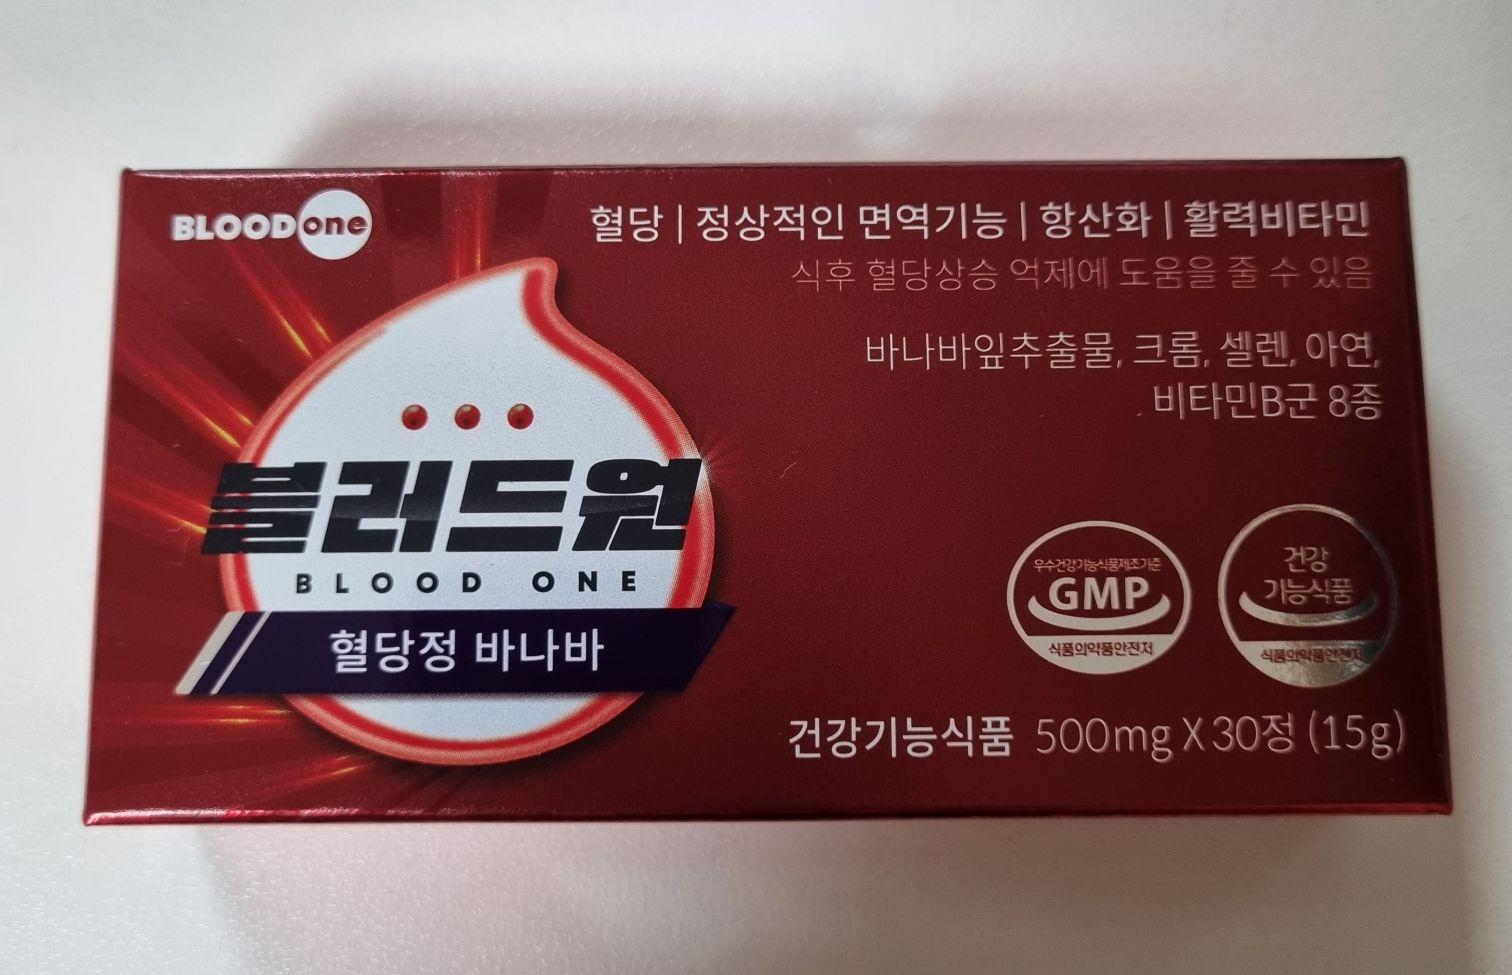 BLOOD one
혈당 | 정상적인 면역기능 | 항산화 | 활력비타민
식후 혈당상승 억제에 도움을 줄 수 있음
바나바잎추출물, 크롬, 셀렌, 아연,
비타민B군 8종
블러드원
BLOOD ONE
혈당정 바나바
우수건강기능식품제조기준
GMP
식품의약품안전처
건강
기능식품
식품의약품안전처
건강기능식품 500mg X 30정 (15g)